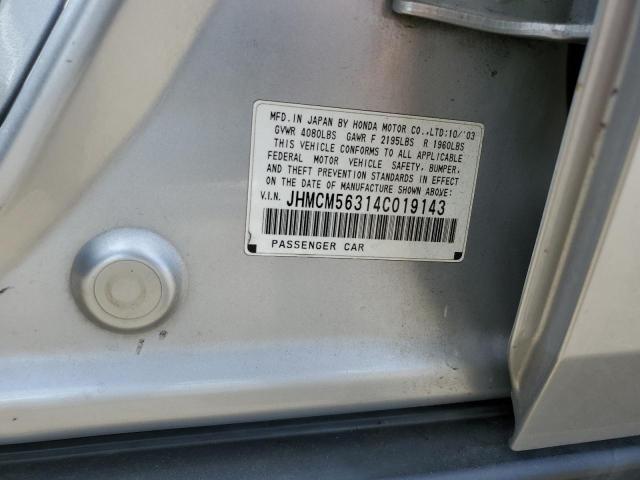 MFD. IN JAPAN BY HONDA MOTOR CO., LTD: 10/'03
GVWR 4080LBS GAWR F 2195LBS R 1960LBS
THIS VEHICLE CONFORMS TO ALL APPLICABLE
FEDERAL MOTOR VEHICLE SAFETY, BUMPER,
AND THEFT PREVENTION STANDARDS IN EFFECT
ON THE DATE OF MANUFACTURE SHOWN ABOVE:
V.I.N. JHMCM56314C019143
PASSENGER CAR